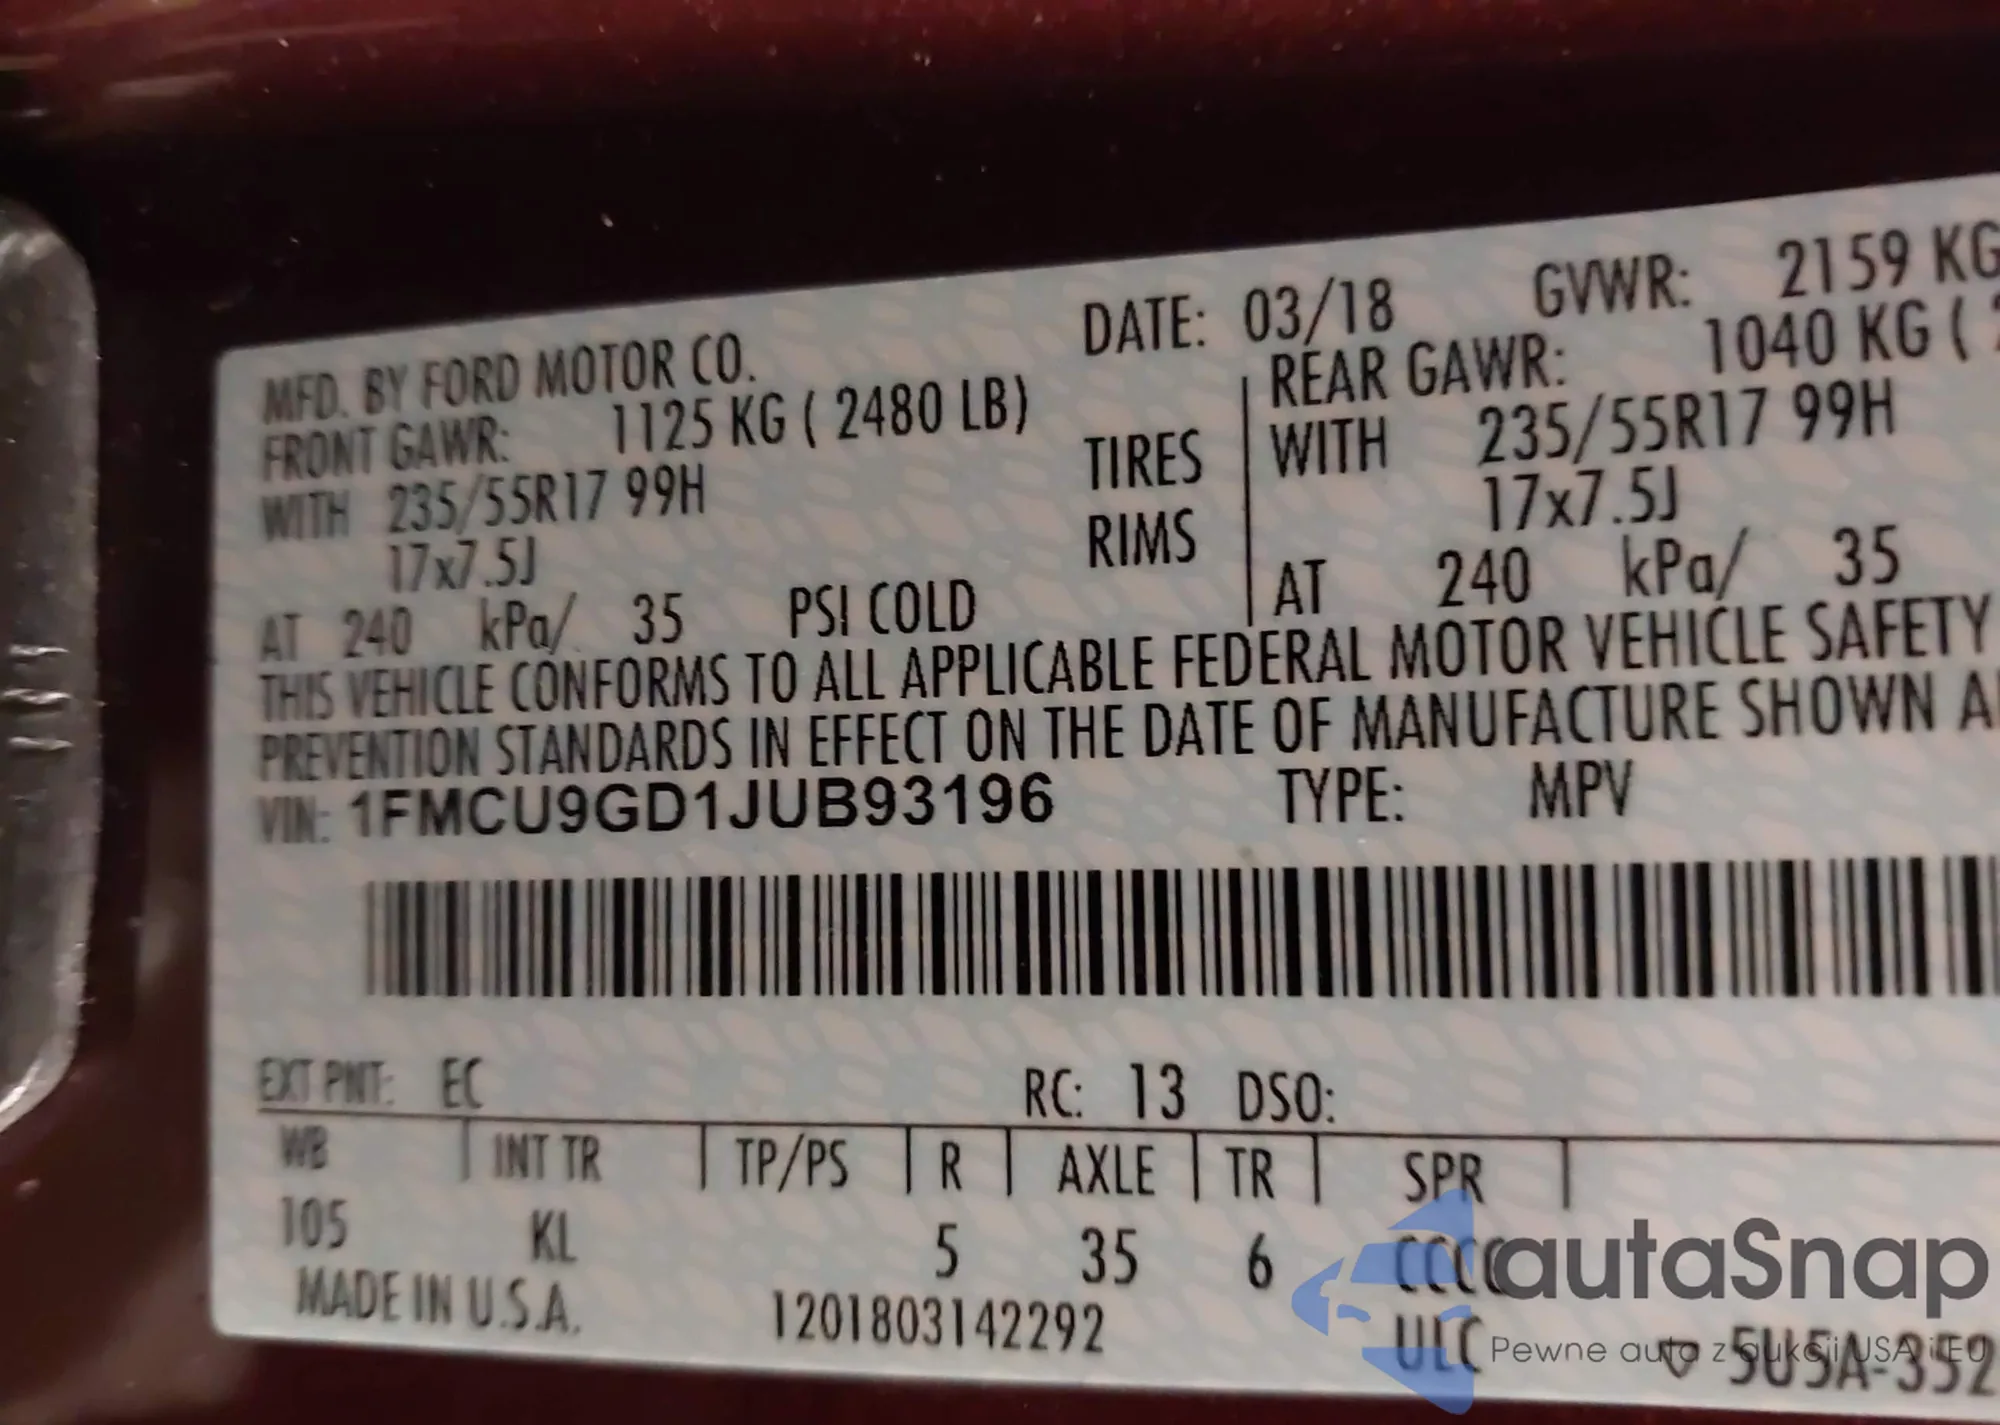 MFD. BY FORD MOTOR CO. DATE: 03/18 GVWR: 2159 KG
FRONT GAWR: 1125 KG ( 2480 LB) REAR GAWR: 1040 KG (
WITH 235/55R17 99H TIRES WITH 235/55R17 99H
17x7.5J RIMS 17x7.5J
AT 240 kPa/ 35 PSI COLD AT 240 kPa/ 35
THIS VEHICLE CONFORMS TO ALL APPLICABLE FEDERAL MOTOR VEHICLE SAFETY
PREVENTION STANDARDS IN EFFECT ON THE DATE OF MANUFACTURE SHOWN
VIN: 1FMCU9GD1JUB93196 TYPE: MPV
EXT PNT: EC RC: 13 DSO:
WB INT TR TP/PS R AXLE TR SPR
105 KL 5 35 6 CCCC
MADE IN U.S.A. 1201803142292 ULC 5U5A-352
autaSnap
Pewne auta z aukcji USA i EU